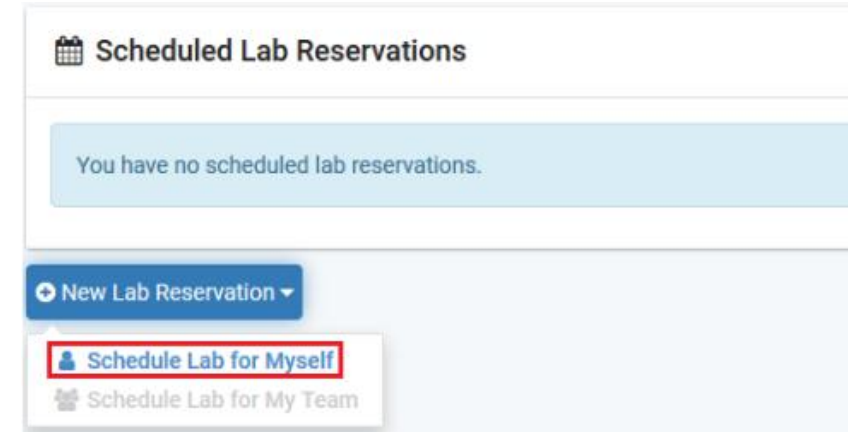 Scheduled Lab Reservations
You have no scheduled lab reservations.
New Lab Reservation
Schedule Lab for Myself
Schedule Lab for My Team